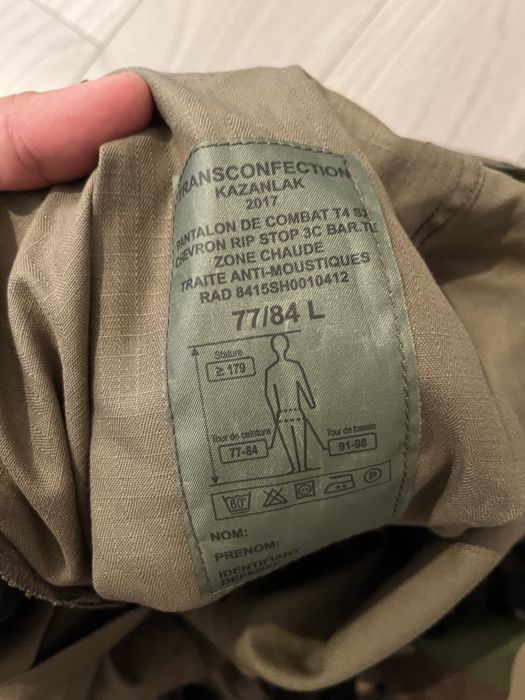 TRANSCONFECTION
KAZANLAK
2017
PANTALON DE COMBAT T4 S2
CHEVRON RIP STOP 3C BAR.TE
ZONE CHAUDE
TRAITE ANTI-MOUSTIQUES
RAD 8415SH0010412
77/84 L
Stature
≥ 179
Tour de ceinture
77-84
Tour de bassin
91-98
60°
P
NOM:
PRENOM:
IDENTIFIANT
DEFENSE